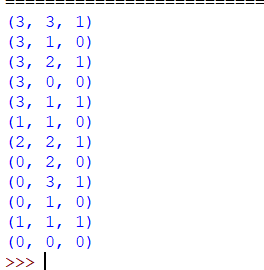 ===========================
(3, 3, 1)
(3, 1, 0)
(3, 2, 1)
(3, 0, 0)
(3, 1, 1)
(1, 1, 0)
(2, 2, 1)
(0, 2, 0)
(0, 3, 1)
(0, 1, 0)
(1, 1, 1)
(0, 0, 0)
>>>